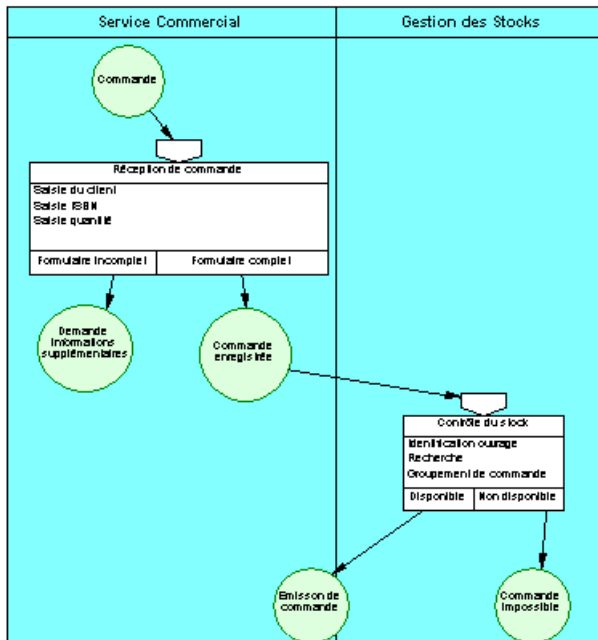 Service Commercial
Gestion des Stocks
Commande
Réception de commande
Saisie du client
Saisie ISBN
Saisie quantité
Formulaire incomplet
Formulaire complet
Demande
Informations
supplémentaires
Commande
enregistrée
Contrôle du stock
Identification ouvrage
Recherche
Groupement de commande
Disponible
Non disponible
Emisson de
commande
Commande
Impossible